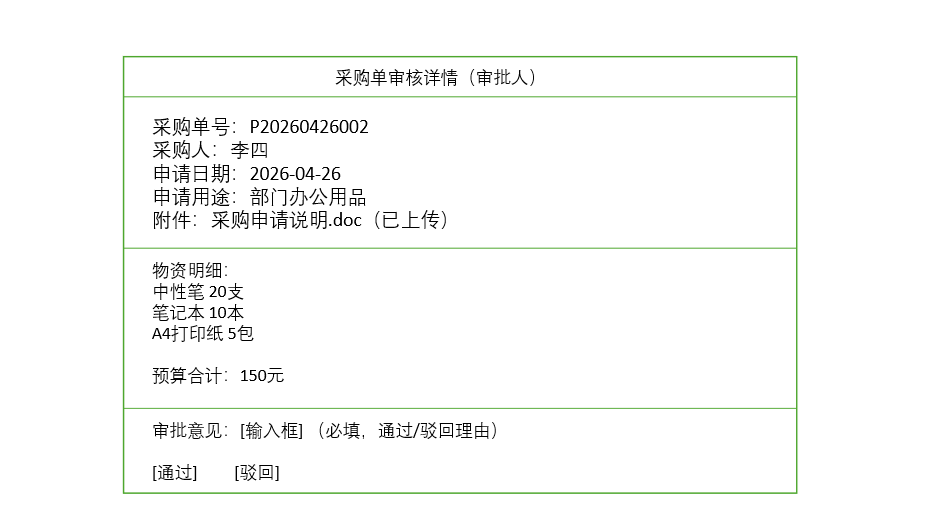 采购单审核详情（审批人）
采购单号：P20260426002
采购人：李四
申请日期：2026-04-26
申请用途：部门办公用品
附件：采购申请说明.doc（已上传）
物资明细：
中性笔 20支
笔记本 10本
A4打印纸 5包
预算合计：150元
审批意见：[输入框] （必填，通过/驳回理由）
[通过] [驳回]